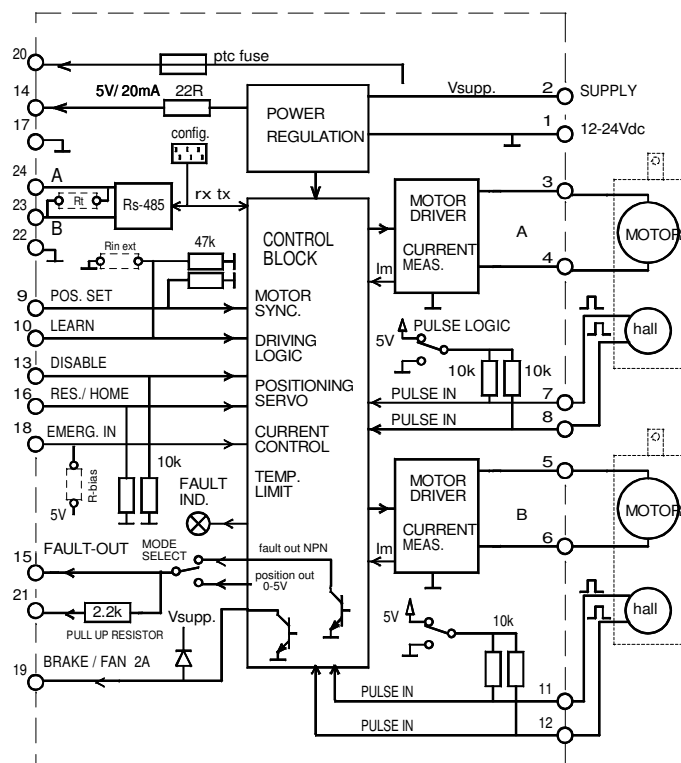 20
ptc fuse
14
5V/ 20mA
22R
17
config.
24
A
Rt
23
B
Rs-485
rx tx
22
Rin ext
47k
9
POS. SET
10
LEARN
13
DISABLE
16
RES./ HOME
18
EMERG. IN
R-bias
5V
10k
FAULT
IND.
15
FAULT-OUT
MODE
SELECT
21
2.2k
PULL UP RESISTOR
Vsupp.
19
BRAKE / FAN 2A
POWER
REGULATION
CONTROL
BLOCK
MOTOR
SYNC.
DRIVING
LOGIC
POSITIONING
SERVO
CURRENT
CONTROL
TEMP.
LIMIT
fault out NPN
position out
0-5V
Vsupp.
2
SUPPLY
1
12-24Vdc
MOTOR
DRIVER
CURRENT
MEAS.
A
Im
3
4
MOTOR
hall
PULSE LOGIC
5V
10k
10k
PULSE IN
7
PULSE IN
8
MOTOR
DRIVER
CURRENT
MEAS.
B
Im
5
6
MOTOR
hall
5V
10k
PULSE IN
11
PULSE IN
12